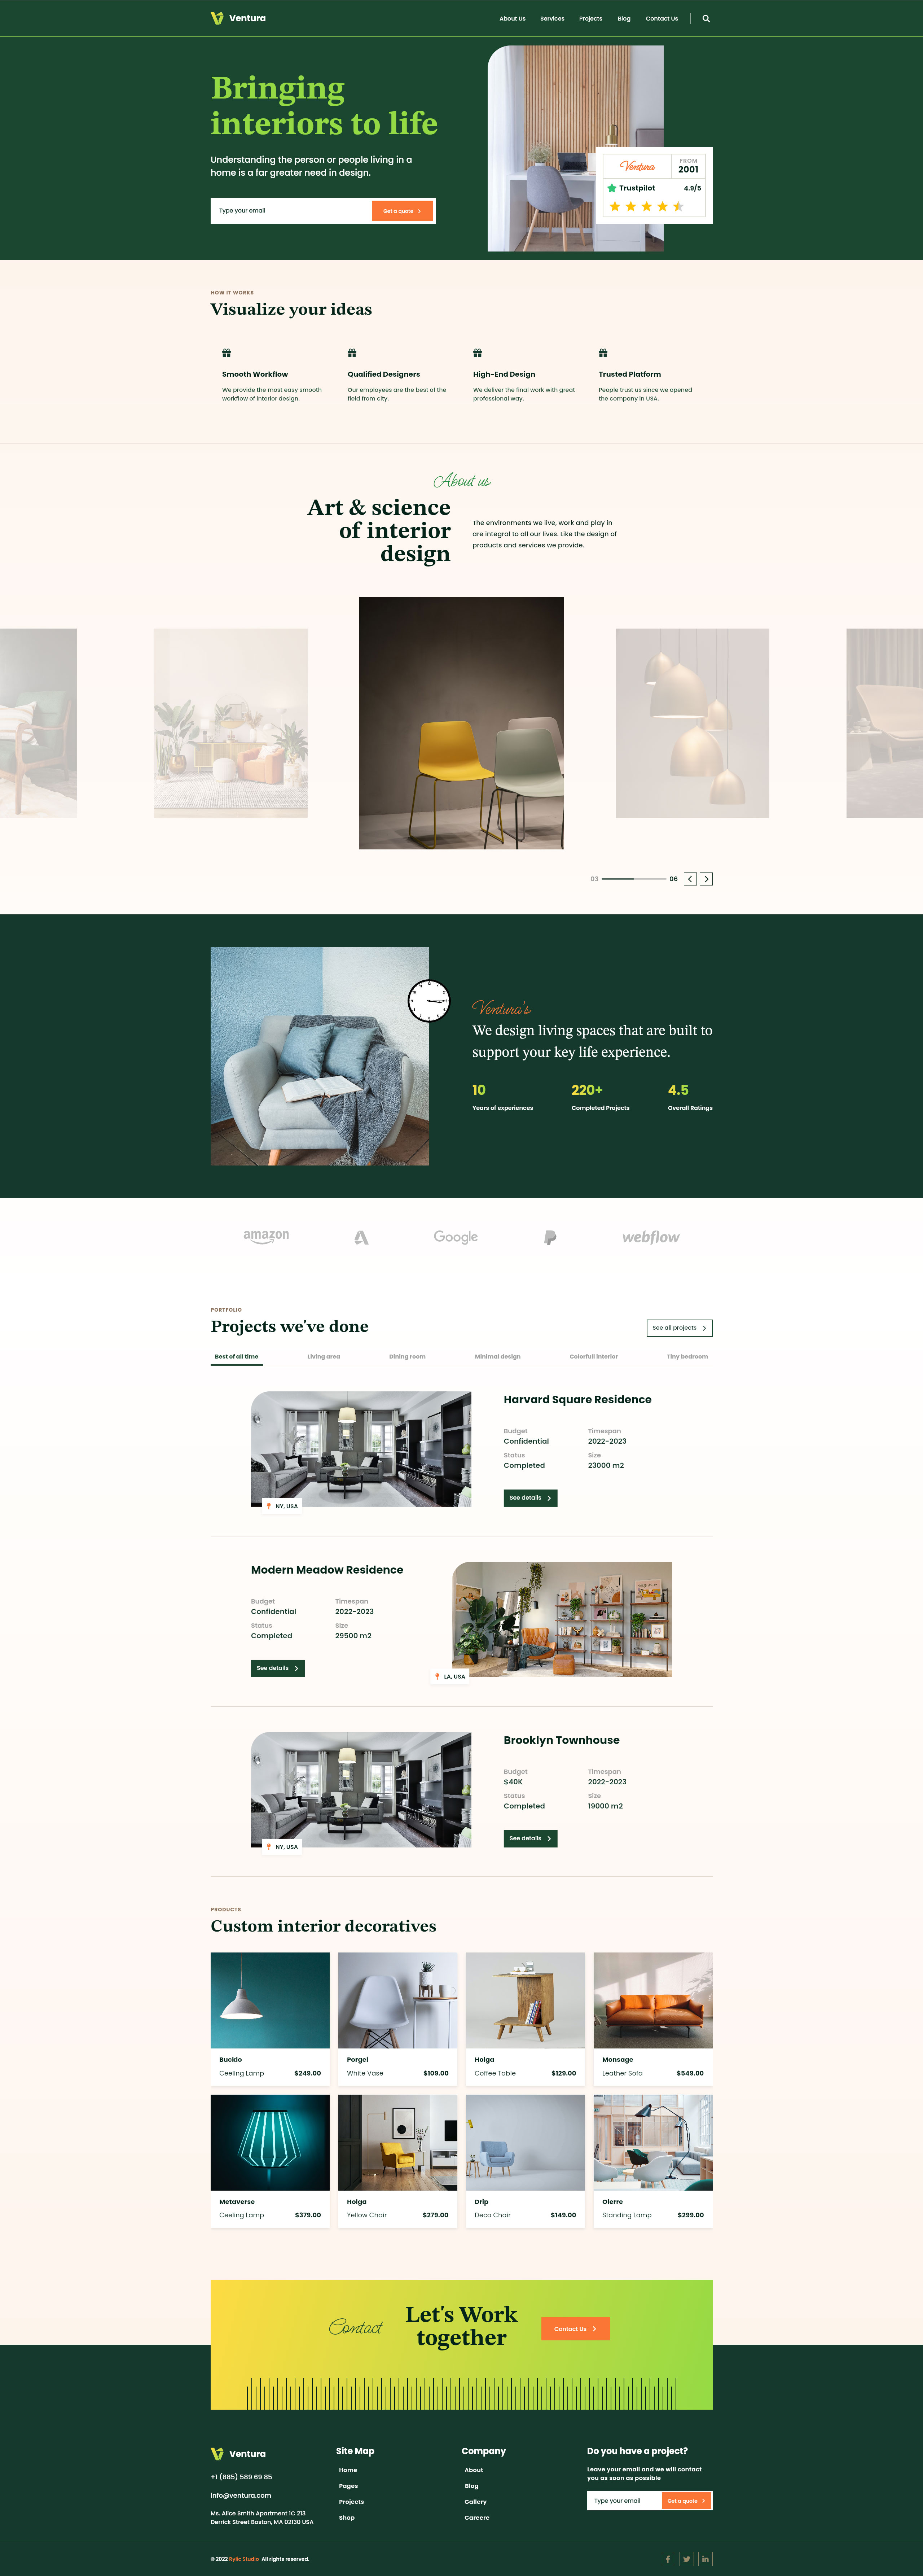 Ventura
About Us
Services
Projects
Blog
Contact Us
Bringing
interiors to life
Understanding the person or people living in a
home is a far greater need in design.
Type your email
Get a quote
Ventura
FROM
2001
Trustpilot
4.9/5
HOW IT WORKS
Visualize your ideas
Smooth Workflow
We provide the most easy smooth
workflow of interior design.
Qualified Designers
Our employees are the best of the
field from city.
High-End Design
We deliver the final work with great
professional way.
Trusted Platform
People trust us since we opened
the company in USA.
About us
Art & science
of interior
design
The environments we live, work and play in
are integral to all our lives. Like the design of
products and services we provide.
03
06
Ventura's
We design living spaces that are built to
support your key life experience.
10
Years of experiences
220+
Completed Projects
4.5
Overall Ratings
amazon
Google
webflow
PORTFOLIO
Projects we've done
See all projects
Best of all time
Living area
Dining room
Minimal design
Colorfull interior
Tiny bedroom
NY, USA
Harvard Square Residence
Budget
Confidential
Timespan
2022-2023
Status
Completed
Size
23000 m2
See details
Modern Meadow Residence
Budget
Confidential
Timespan
2022-2023
Status
Completed
Size
29500 m2
See details
LA, USA
NY, USA
Brooklyn Townhouse
Budget
$40K
Timespan
2022-2023
Status
Completed
Size
19000 m2
See details
PRODUCTS
Custom interior decoratives
Bucklo
Ceeling Lamp
$249.00
Porgei
White Vase
$109.00
Holga
Coffee Table
$129.00
Monsage
Leather Sofa
$549.00
Metaverse
Ceeling Lamp
$379.00
Holga
Yellow Chair
$279.00
Drip
Deco Chair
$149.00
Olerre
Standing Lamp
$299.00
Contact
Let's Work
together
Contact Us
Ventura
+1 (885) 589 69 85
info@ventura.com
Ms. Alice Smith Apartment 1C 213
Derrick Street Boston, MA 02130 USA
Site Map
Home
Pages
Projects
Shop
Company
About
Blog
Gallery
Careere
Do you have a project?
Leave your email and we will contact
you as soon as possible
Type your email
Get a quote
© 2022 Rylic Studio All rights reserved.